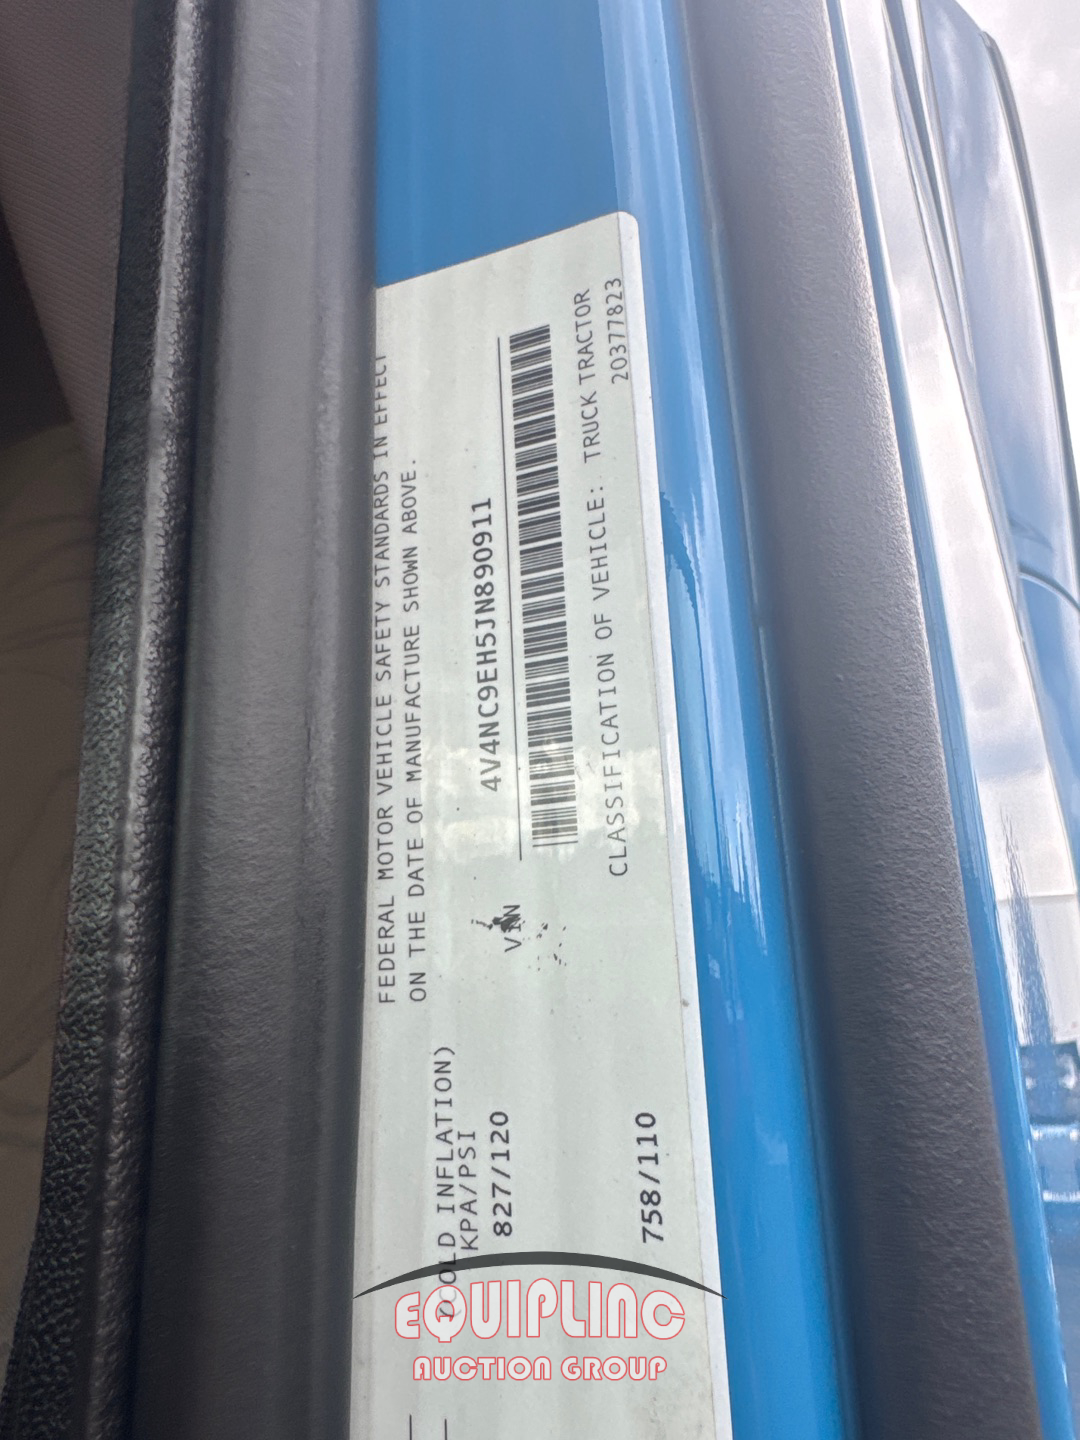 (COLD INFLATION)
KPA/PSI
827/120
758/110
FEDERAL MOTOR VEHICLE SAFETY STANDARDS IN EFFECT
ON THE DATE OF MANUFACTURE SHOWN ABOVE.
4V4NC9EH5JN890911
VIN
CLASSIFICATION OF VEHICLE: TRUCK TRACTOR
20377823
EQUIPLINC
AUCTION GROUP